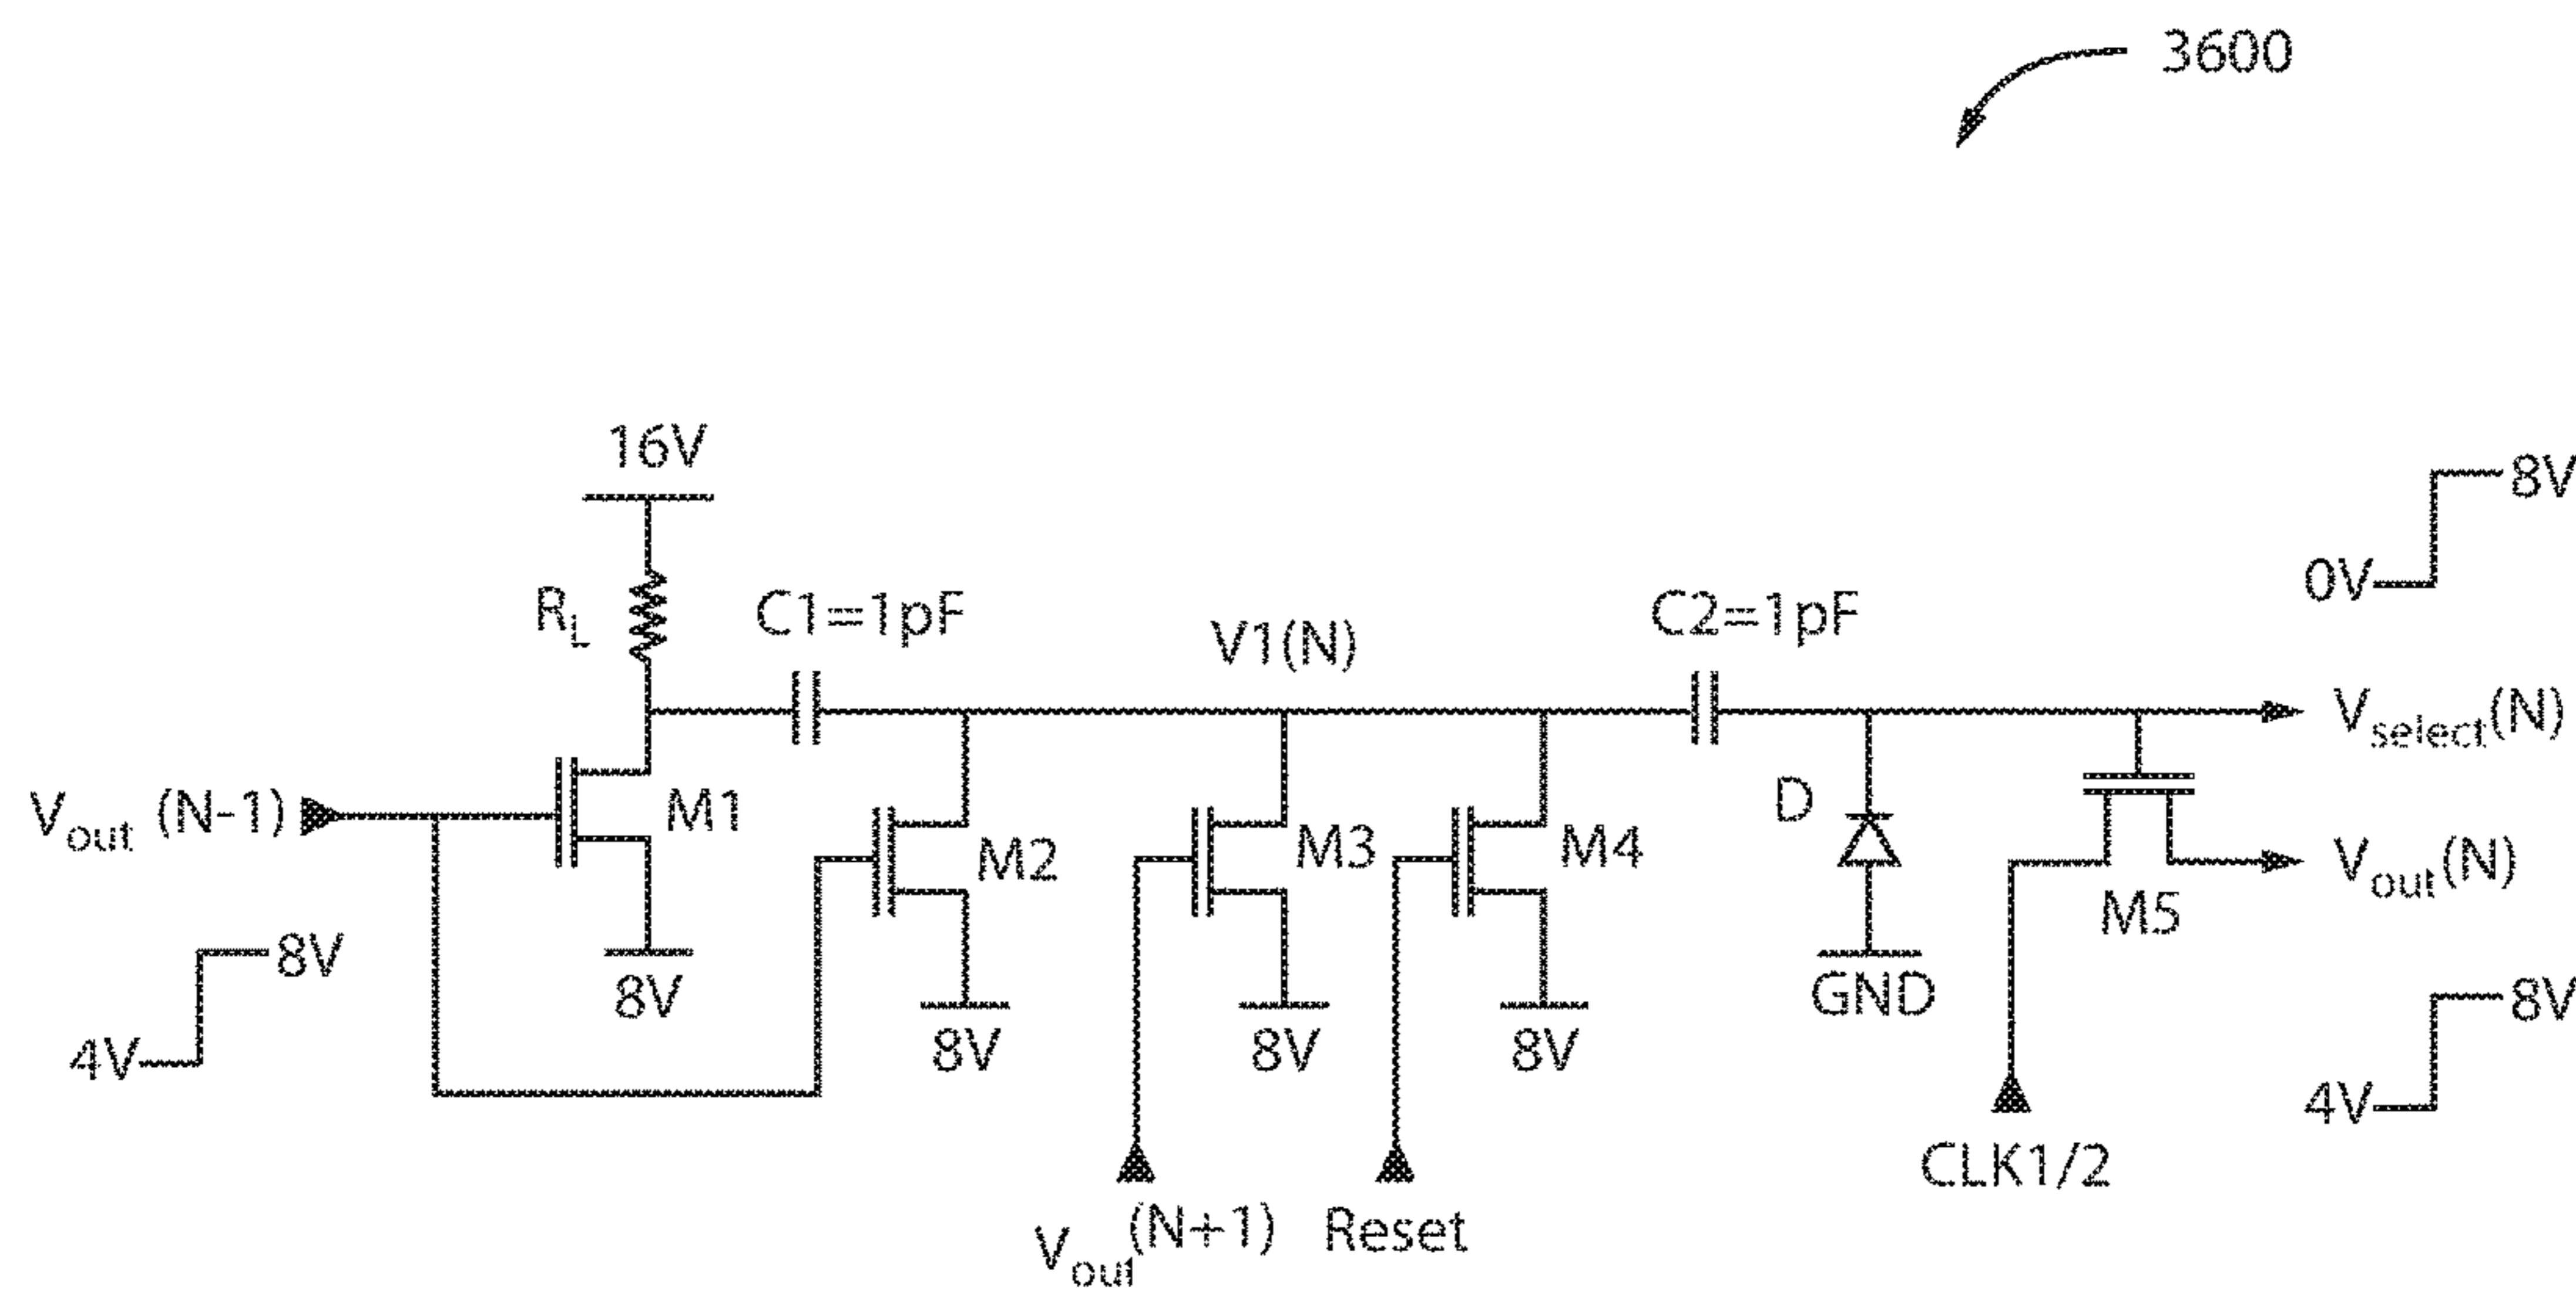 3600
16V
R_L
C1=1pF
V1(N)
C2=1pF
8V
0V
V_select(N)
V_out (N-1)
M1
M2
M3
M4
D
M5
V_out(N)
8V
4V
8V
8V
8V
8V
GND
8V
4V
CLK1/2
V_out(N+1)
Reset